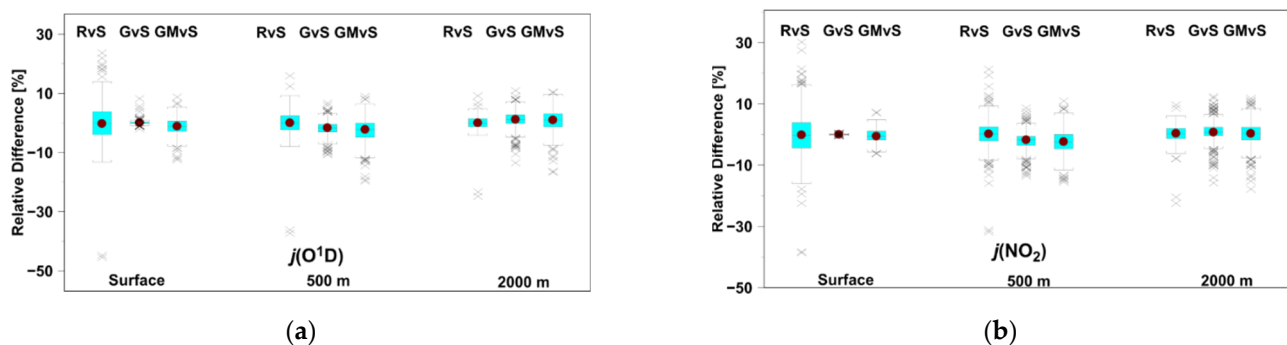 RvS GvS GMvS RvS GvS GMvS RvS GvS GMvS
Relative Difference [%]
30
10
−10
−30
−50
j(O¹D)
Surface 500 m 2000 m
(a)
RvS GvS GMvS RvS GvS GMvS RvS GvS GMvS
Relative Difference [%]
30
10
−10
−30
−50
j(NO₂)
Surface 500 m 2000 m
(b)